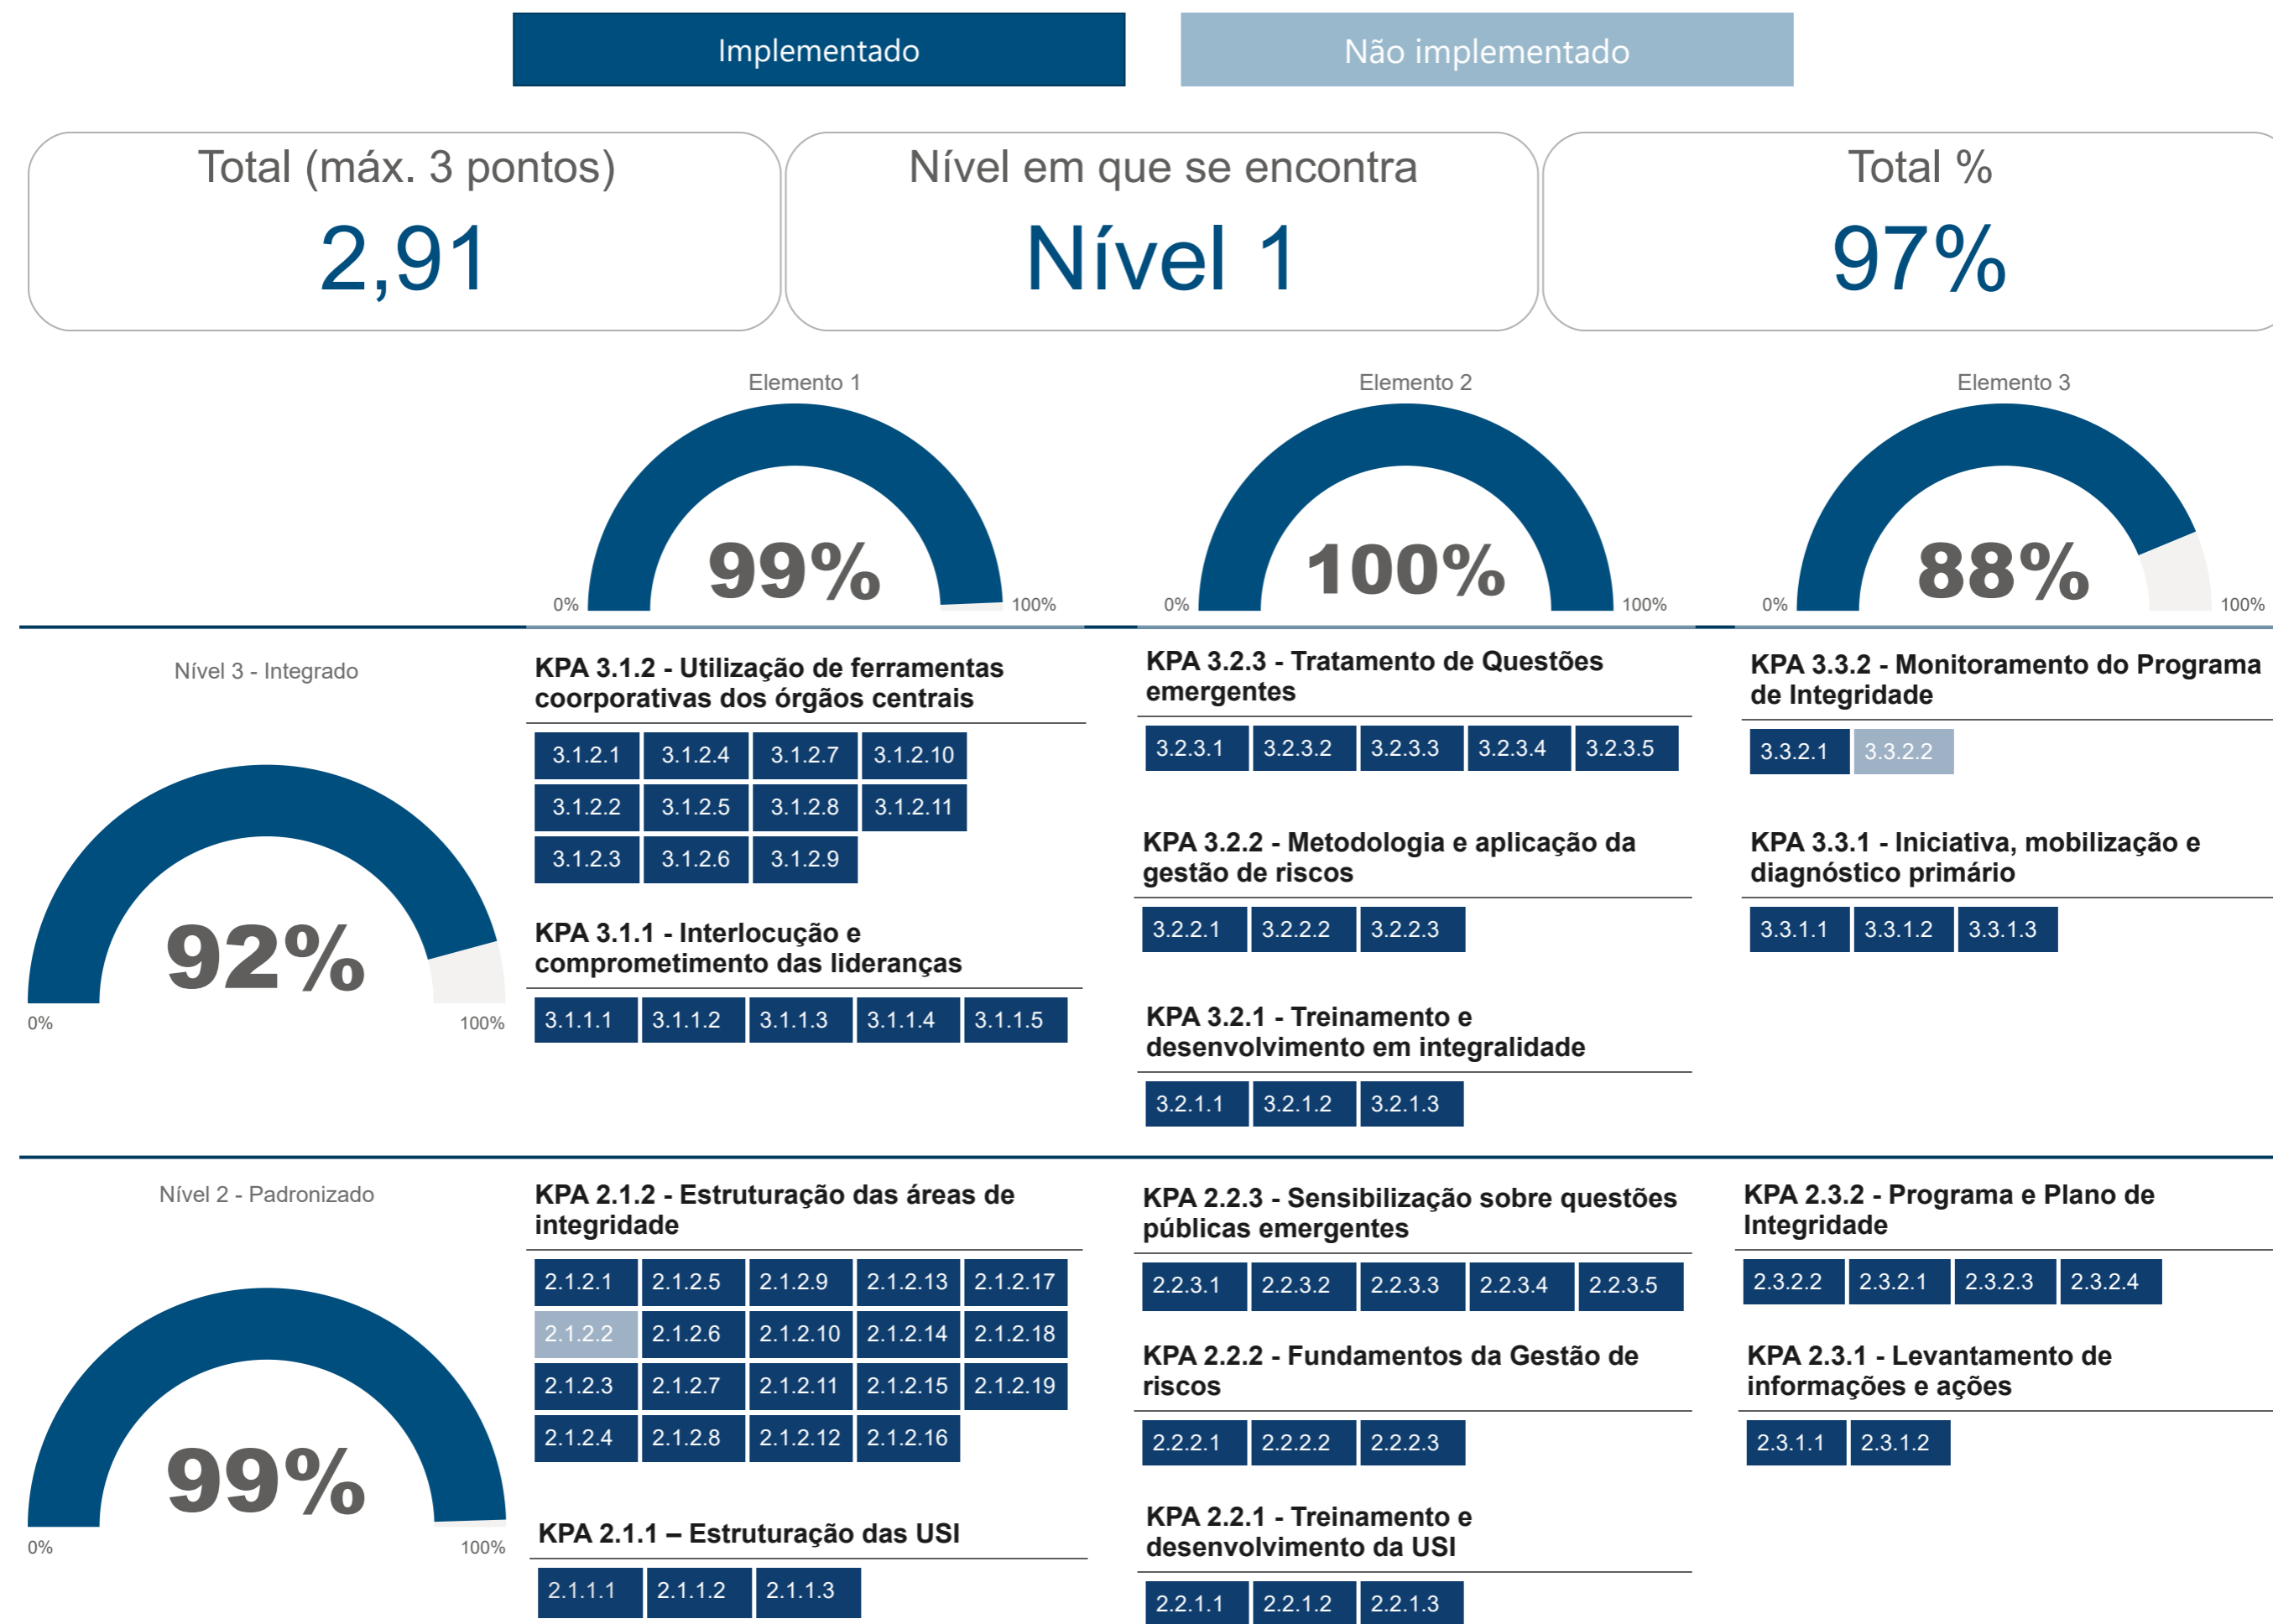 Implementado
Não implementado
Total (máx. 3 pontos)
2,91
Nível em que se encontra
Nível 1
Total %
97%
Elemento 1
99%
0%
100%
Elemento 2
100%
0%
100%
Elemento 3
88%
0%
100%
Nível 3 - Integrado
92%
0%
100%
KPA 3.1.2 - Utilização de ferramentas
coorporativas dos órgãos centrais
3.1.2.1 3.1.2.4 3.1.2.7 3.1.2.10
3.1.2.2 3.1.2.5 3.1.2.8 3.1.2.11
3.1.2.3 3.1.2.6 3.1.2.9
KPA 3.1.1 - Interlocução e
comprometimento das lideranças
3.1.1.1 3.1.1.2 3.1.1.3 3.1.1.4 3.1.1.5
KPA 3.2.3 - Tratamento de Questões
emergentes
3.2.3.1 3.2.3.2 3.2.3.3 3.2.3.4 3.2.3.5
KPA 3.2.2 - Metodologia e aplicação da
gestão de riscos
3.2.2.1 3.2.2.2 3.2.2.3
KPA 3.2.1 - Treinamento e
desenvolvimento em integralidade
3.2.1.1 3.2.1.2 3.2.1.3
KPA 3.3.2 - Monitoramento do Programa
de Integridade
3.3.2.1 3.3.2.2
KPA 3.3.1 - Iniciativa, mobilização e
diagnóstico primário
3.3.1.1 3.3.1.2 3.3.1.3
Nível 2 - Padronizado
99%
0%
100%
KPA 2.1.2 - Estruturação das áreas de
integridade
2.1.2.1 2.1.2.5 2.1.2.9 2.1.2.13 2.1.2.17
2.1.2.2 2.1.2.6 2.1.2.10 2.1.2.14 2.1.2.18
2.1.2.3 2.1.2.7 2.1.2.11 2.1.2.15 2.1.2.19
2.1.2.4 2.1.2.8 2.1.2.12 2.1.2.16
KPA 2.1.1 – Estruturação das USI
2.1.1.1 2.1.1.2 2.1.1.3
KPA 2.2.3 - Sensibilização sobre questões
públicas emergentes
2.2.3.1 2.2.3.2 2.2.3.3 2.2.3.4 2.2.3.5
KPA 2.2.2 - Fundamentos da Gestão de
riscos
2.2.2.1 2.2.2.2 2.2.2.3
KPA 2.2.1 - Treinamento e
desenvolvimento da USI
2.2.1.1 2.2.1.2 2.2.1.3
KPA 2.3.2 - Programa e Plano de
Integridade
2.3.2.2 2.3.2.1 2.3.2.3 2.3.2.4
KPA 2.3.1 - Levantamento de
informações e ações
2.3.1.1 2.3.1.2